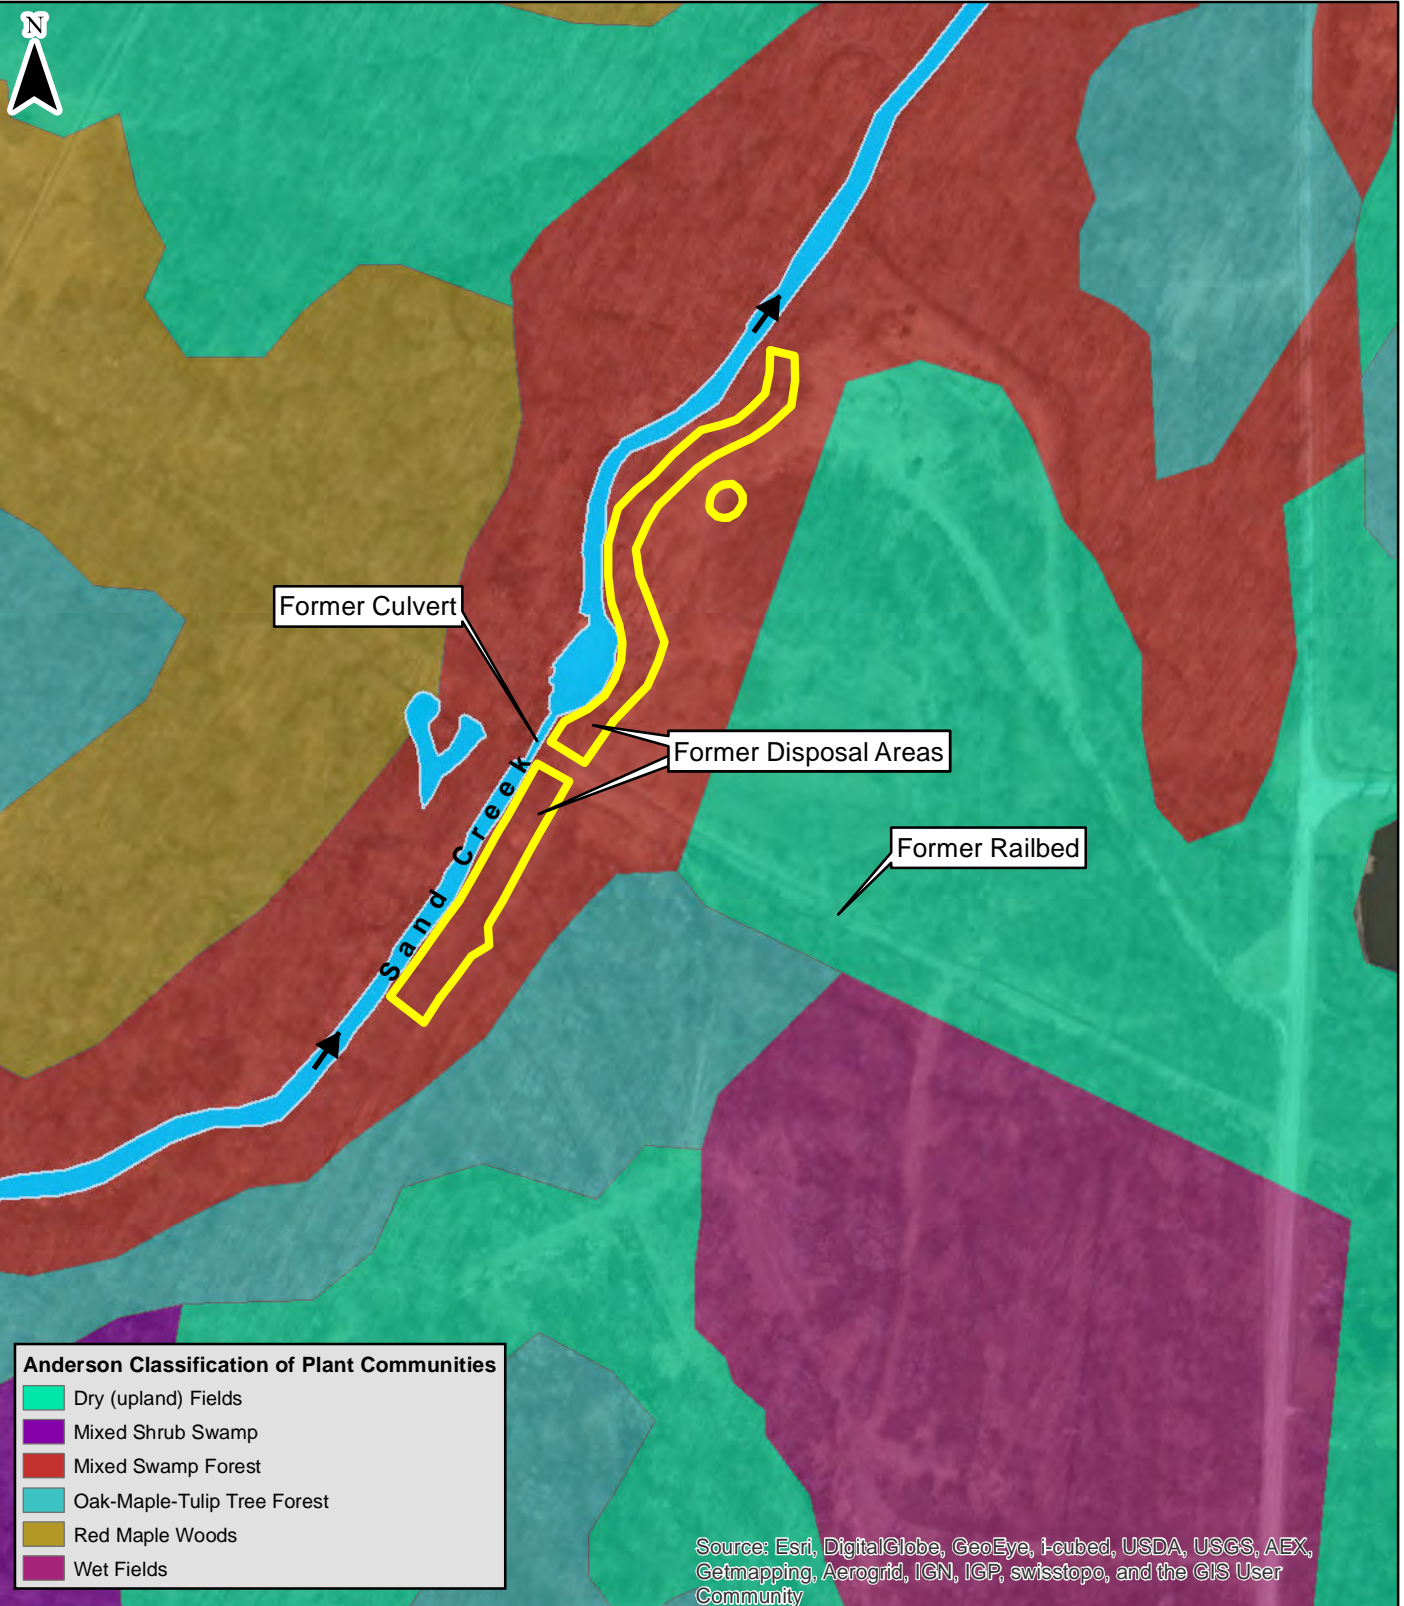 N
Former Culvert
Former Disposal Areas
Sand Creek
Former Railbed
Anderson Classification of Plant Communities
Dry (upland) Fields
Mixed Shrub Swamp
Mixed Swamp Forest
Oak-Maple-Tulip Tree Forest
Red Maple Woods
Wet Fields
Source: Esri, DigitalGlobe, GeoEye, i-cubed, USDA, USGS, AEX,
Getmapping, Aerogrid, IGN, IGP, swisstopo, and the GIS User
Community